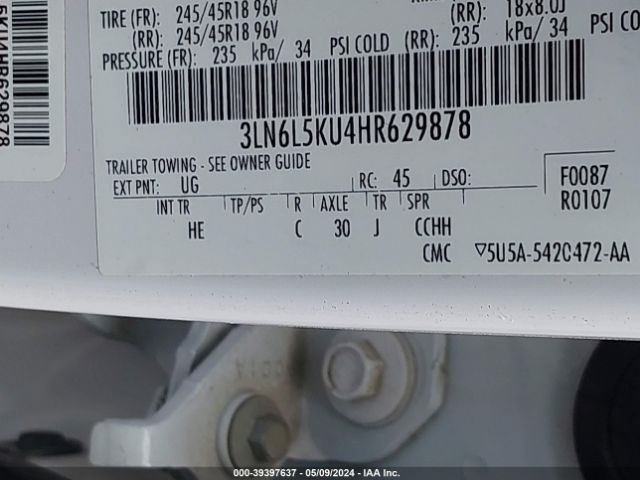 TIRE (FR): 245/45R18 96V (RR): 18x8.0J
(RR): 245/45R18 96V
PRESSURE (FR): 235 kPa/ 34 PSI COLD (RR): 235 kPa/ 34 PSI CO
3LN6L5KU4HR629878
TRAILER TOWING - SEE OWNER GUIDE
EXT PNT: UG RC: 45 DSO: F0087
INT TR TP/PS R AXLE TR SPR R0107
HE C 30 J CCHH
CMC ▽5U5A-5420472-AA
5KU4HR629878
000-39397637 - 05/09/2024 - IAA Inc.